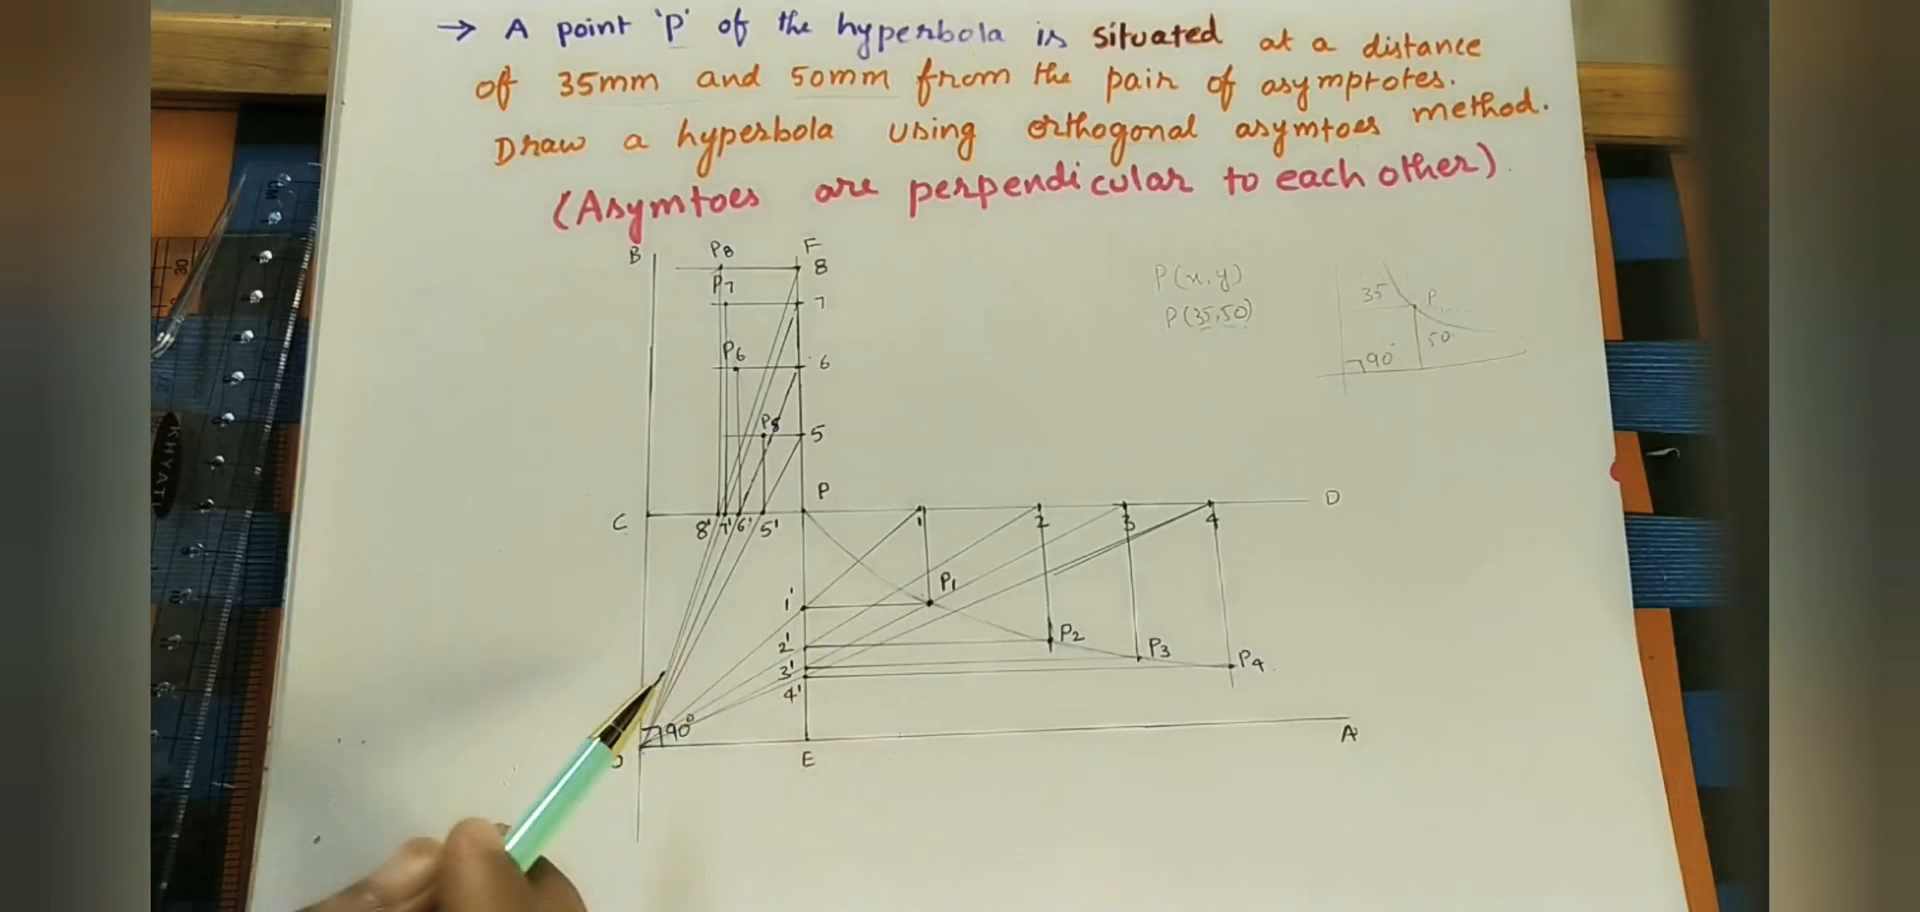 → A point 'P' of the hyperbola is situated at a distance
of 35mm and 50mm from the pair of asymptotes.
Draw a hyperbola using orthogonal asymtoes method.
(Asymtoes are perpendicular to each other)
B P8 F
8
P7
7
P6
6
P5
5
P
C 8' 7' 6' 5' 1 2 3 4 D
1' P1
2' P2
3' P3
4' P4
90°
E A
P(x,y)
P(35,50)
35 P
50
90°
30
KHYATI